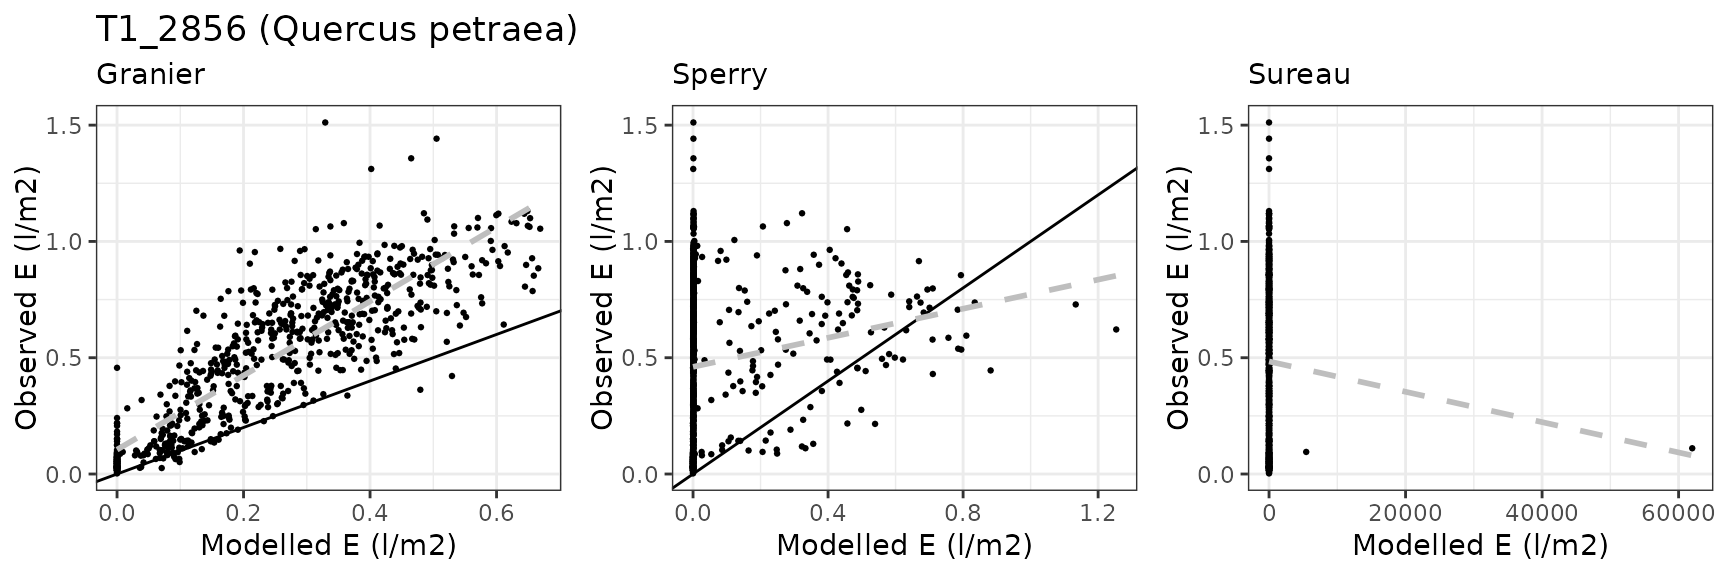 T1_2856 (Quercus petraea)
Granier
Observed E (l/m2)
1.5
1.0
0.5
0.0
0.0 0.2 0.4 0.6
Modelled E (l/m2)
Sperry
Observed E (l/m2)
1.5
1.0
0.5
0.0
0.0 0.4 0.8 1.2
Modelled E (l/m2)
Sureau
Observed E (l/m2)
1.5
1.0
0.5
0.0
0 20000 40000 60000
Modelled E (l/m2)